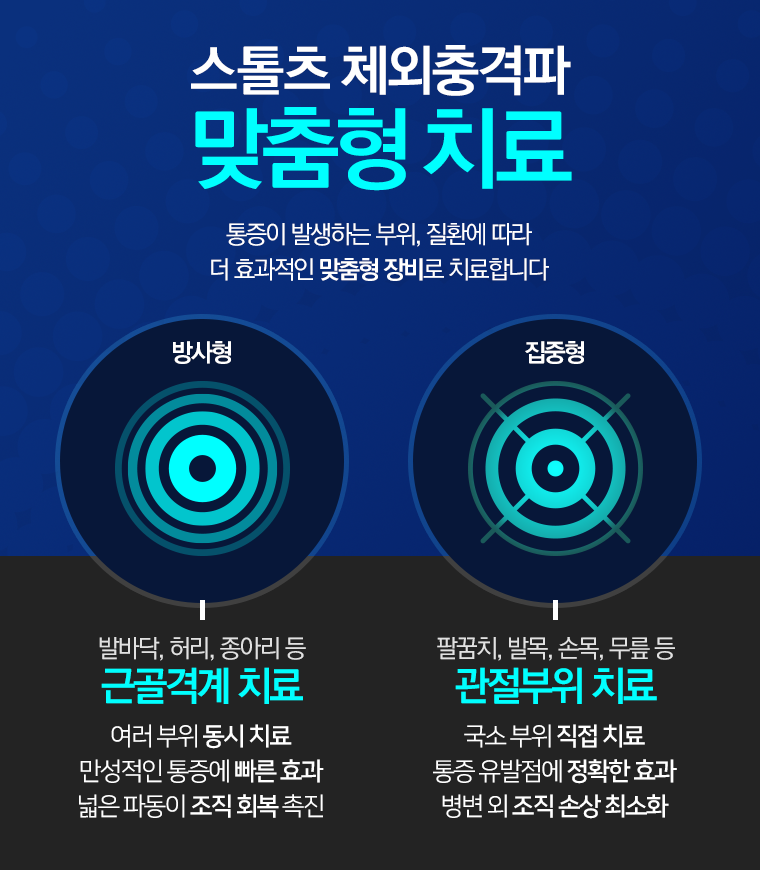 스톨츠 체외충격파
맞춤형 치료
통증이 발생하는 부위, 질환에 따라
더 효과적인 맞춤형 장비로 치료합니다
방사형
집중형
발바닥, 허리, 종아리 등
근골격계 치료
여러 부위 동시 치료
만성적인 통증에 빠른 효과
넓은 파동이 조직 회복 촉진
팔꿈치, 발목, 손목, 무릎 등
관절부위 치료
국소 부위 직접 치료
통증 유발점에 정확한 효과
병변 외 조직 손상 최소화